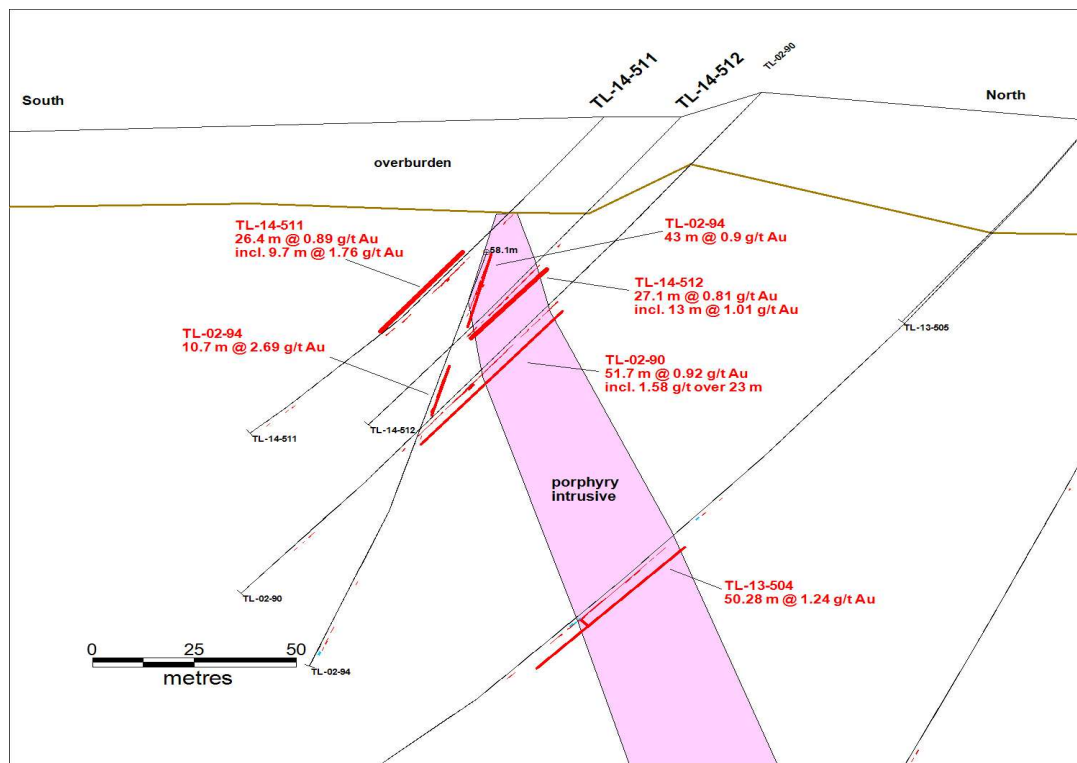 TL-14-511
TL-14-512
TL-02-90
South
North
overburden
TL-14-511
26.4 m @ 0.89 g/t Au
incl. 9.7 m @ 1.76 g/t Au
TL-02-94
43 m @ 0.9 g/t Au
58.1m
TL-14-512
27.1 m @ 0.81 g/t Au
incl. 13 m @ 1.01 g/t Au
TL-02-94
10.7 m @ 2.69 g/t Au
TL-13-505
TL-02-90
51.7 m @ 0.92 g/t Au
incl. 1.58 g/t over 23 m
TL-14-511
TL-14-512
porphyry
intrusive
TL-13-504
50.28 m @ 1.24 g/t Au
TL-02-90
0 25 50
metres
TL-02-94